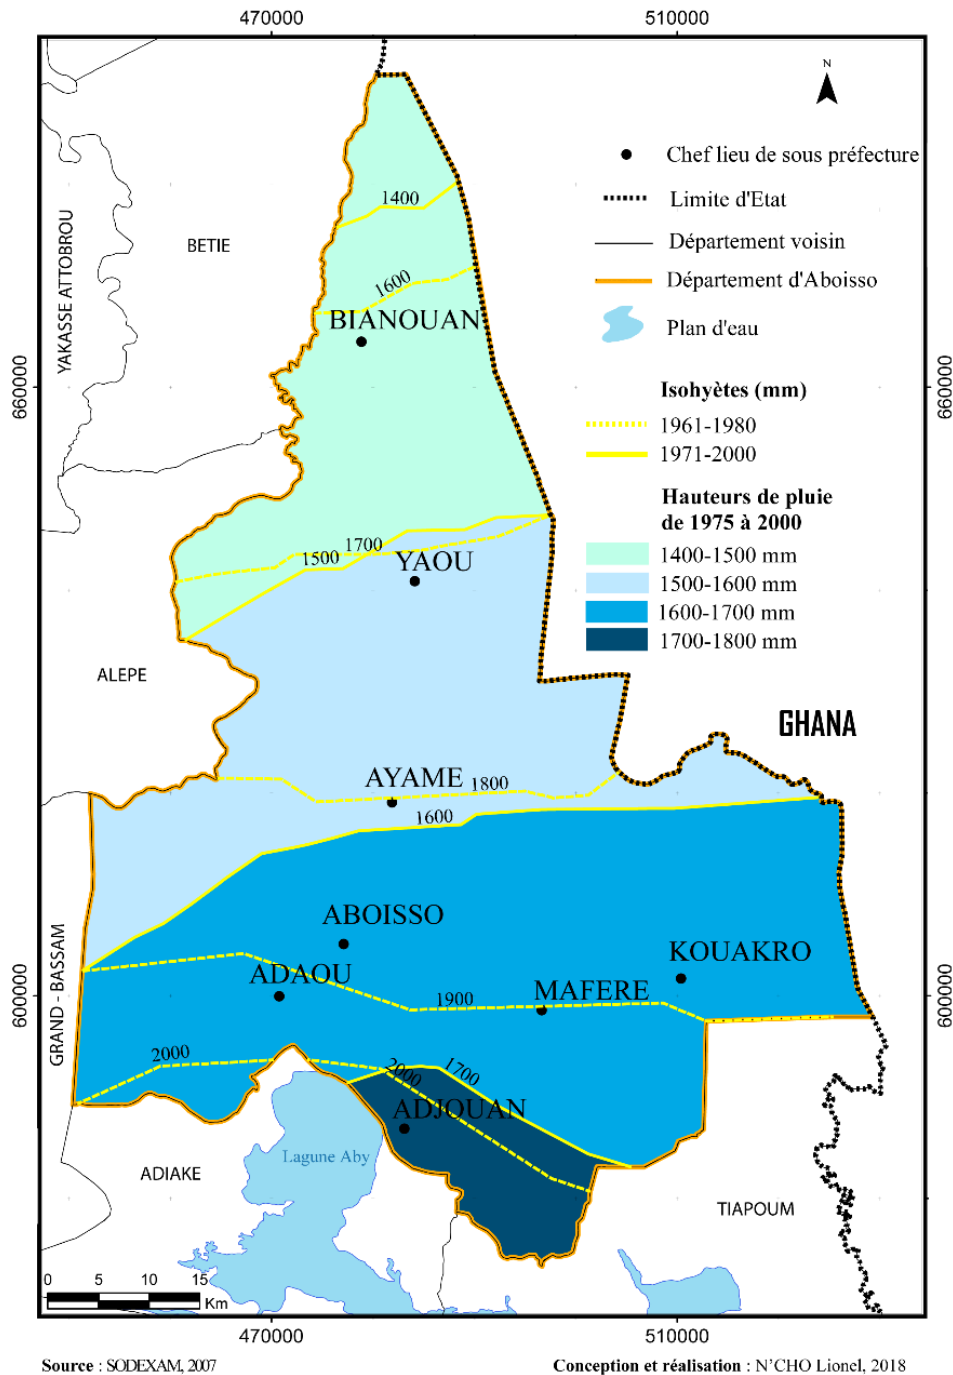 470000
510000
N
Chef lieu de sous préfecture
Limite d'Etat
Département voisin
Département d'Aboisso
Plan d'eau
Isohyètes (mm)
1961-1980
1971-2000
Hauteurs de pluie
de 1975 à 2000
1400-1500 mm
1500-1600 mm
1600-1700 mm
1700-1800 mm
YAKASSE ATTOBROU
BETIE
1400
1600
BIANOUAN
660000
660000
1700
1500
YAOU
ALEPE
GHANA
AYAME
1800
1600
ABOISSO
KOUAKRO
ADAOU
MAFERE
1900
GRAND - BASSAM
600000
600000
2000
2000
1700
ADJOUAN
Lagune Aby
ADIAKE
TIAPOUM
0 5 10 15
Km
470000
510000
Source : SODEXAM, 2007
Conception et réalisation : N'CHO Lionel, 2018